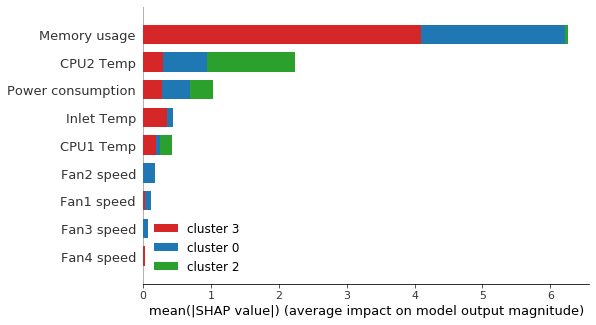 Memory usage
CPU2 Temp
Power consumption
Inlet Temp
CPU1 Temp
Fan2 speed
Fan1 speed
Fan3 speed
Fan4 speed
cluster 3
cluster 0
cluster 2
0 1 2 3 4 5 6
mean(|SHAP value|) (average impact on model output magnitude)